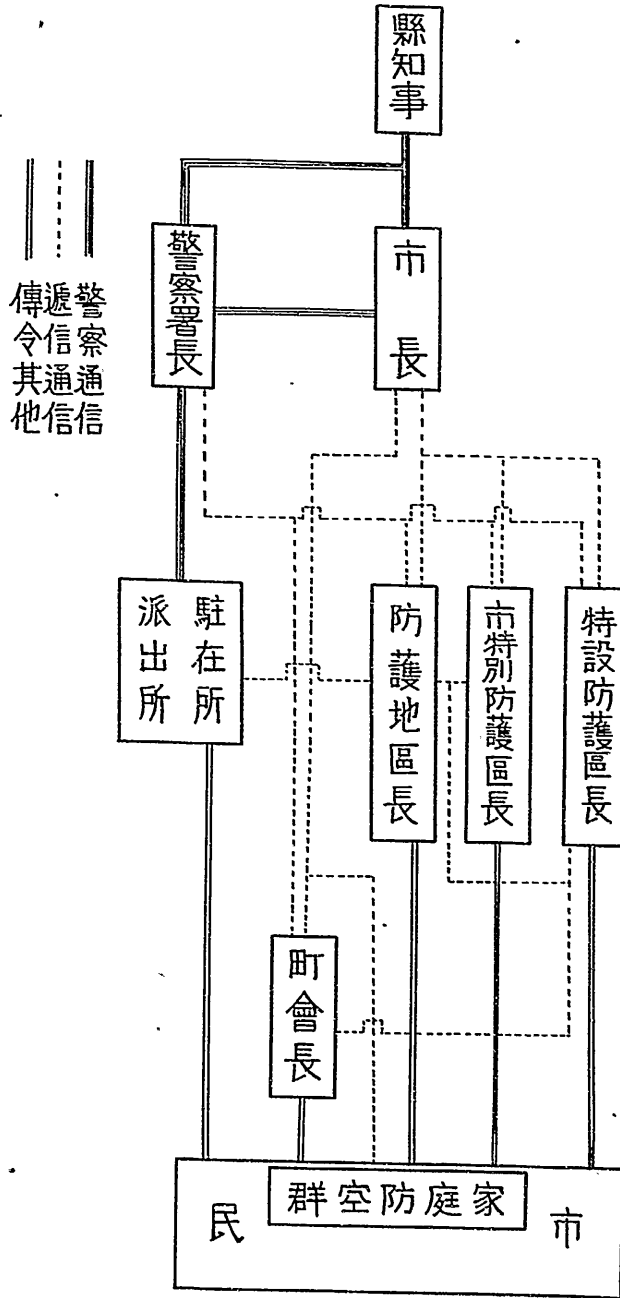 縣知事
市長
警察署長
警察通信
遞信通信
傳令其他
特設防護區長
市特別防護區長
防護地區長
駐在所
派出所
町會長
家庭防空群
市民